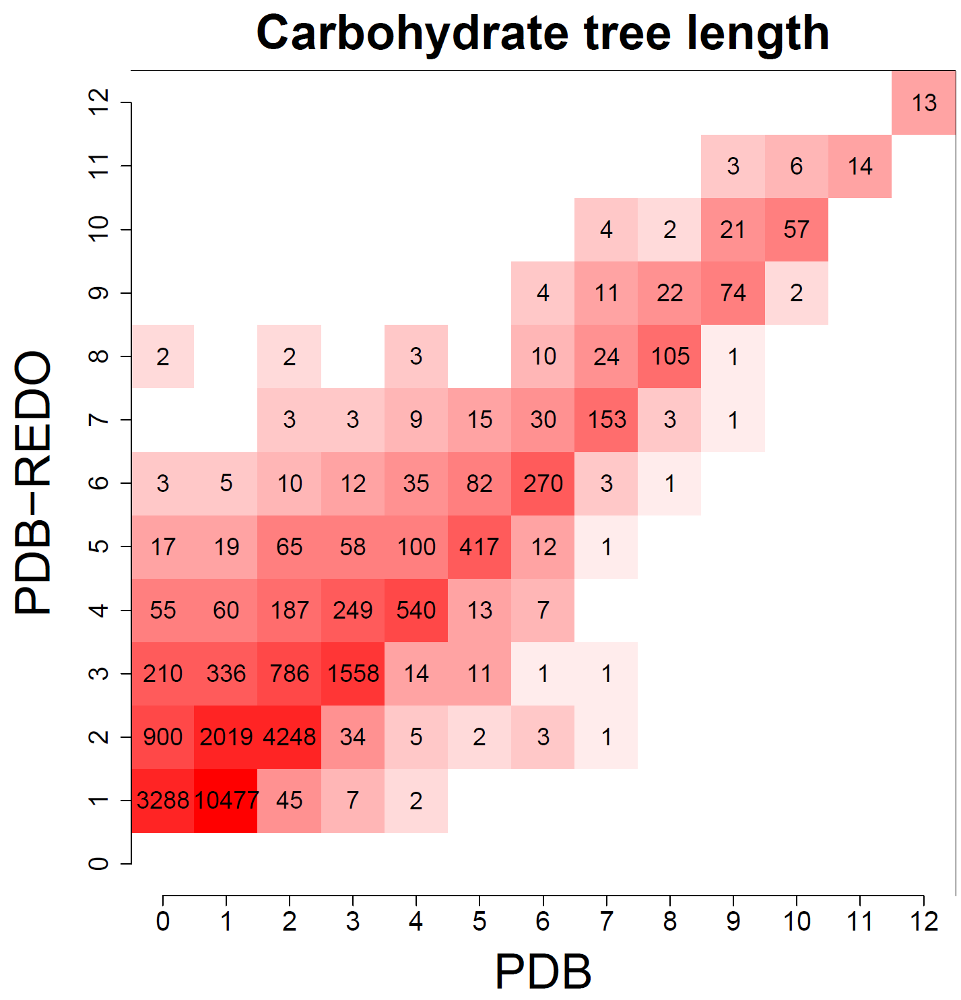 Carbohydrate tree length
12 13
11 3 6 14
10 4 2 21 57
9 4 11 22 74 2
8 2 2 3 10 24 105 1
7 3 3 9 15 30 153 3 1
6 3 5 10 12 35 82 270 3 1
5 17 19 65 58 100 417 12 1
4 55 60 187 249 540 13 7
3 210 336 786 1558 14 11 1 1
2 900 2019 4248 34 5 2 3 1
1 3288 10477 45 7 2
0
PDB−REDO
0 1 2 3 4 5 6 7 8 9 10 11 12
PDB